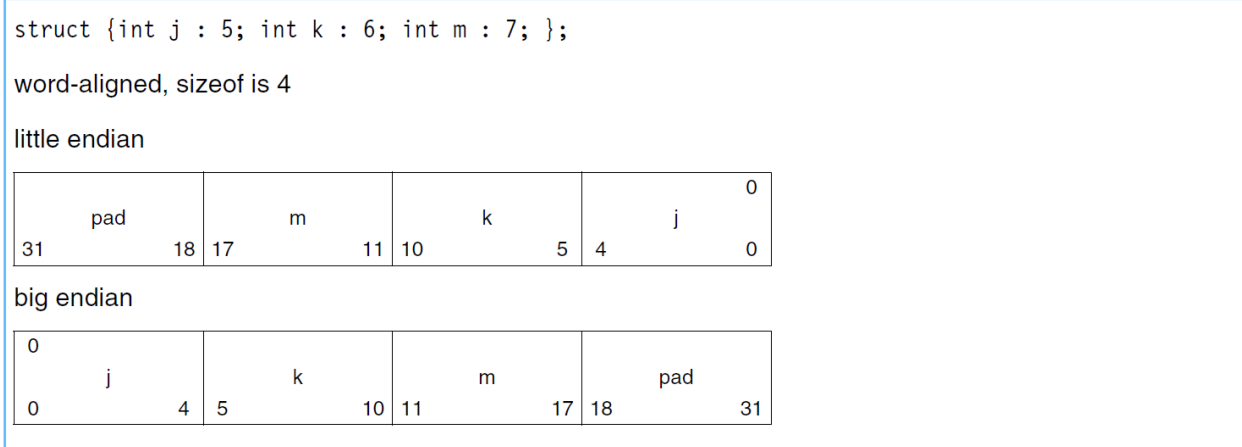 struct {int j : 5; int k : 6; int m : 7; };
word-aligned, sizeof is 4
little endian
0
pad m k j
31 18 17 11 10 5 4 0
big endian
0
j k m pad
0 4 5 10 11 17 18 31